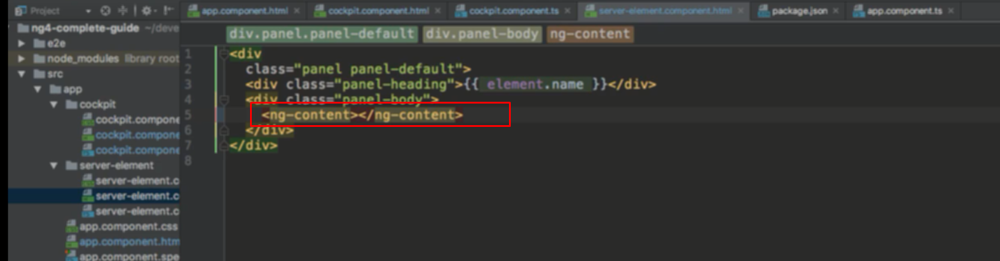 Project
app.component.html
cockpit.component.html
cockpit.component.ts
server-element.component.html
package.json
app.component.ts
ng4-complete-guide ~/deve
e2e
node_modules library root
src
app
cockpit
cockpit.compone
cockpit.compone
cockpit.compone
server-element
server-element.c
server-element.c
server-element.c
app.component.css
app.component.htm
app.component.spe
div.panel.panel-default div.panel-body ng-content
1 <div
2 class="panel panel-default">
3 <div class="panel-heading">{{ element.name }}</div>
4 <div class="panel-body">
5 <ng-content></ng-content>
6 </div>
7 </div>
8